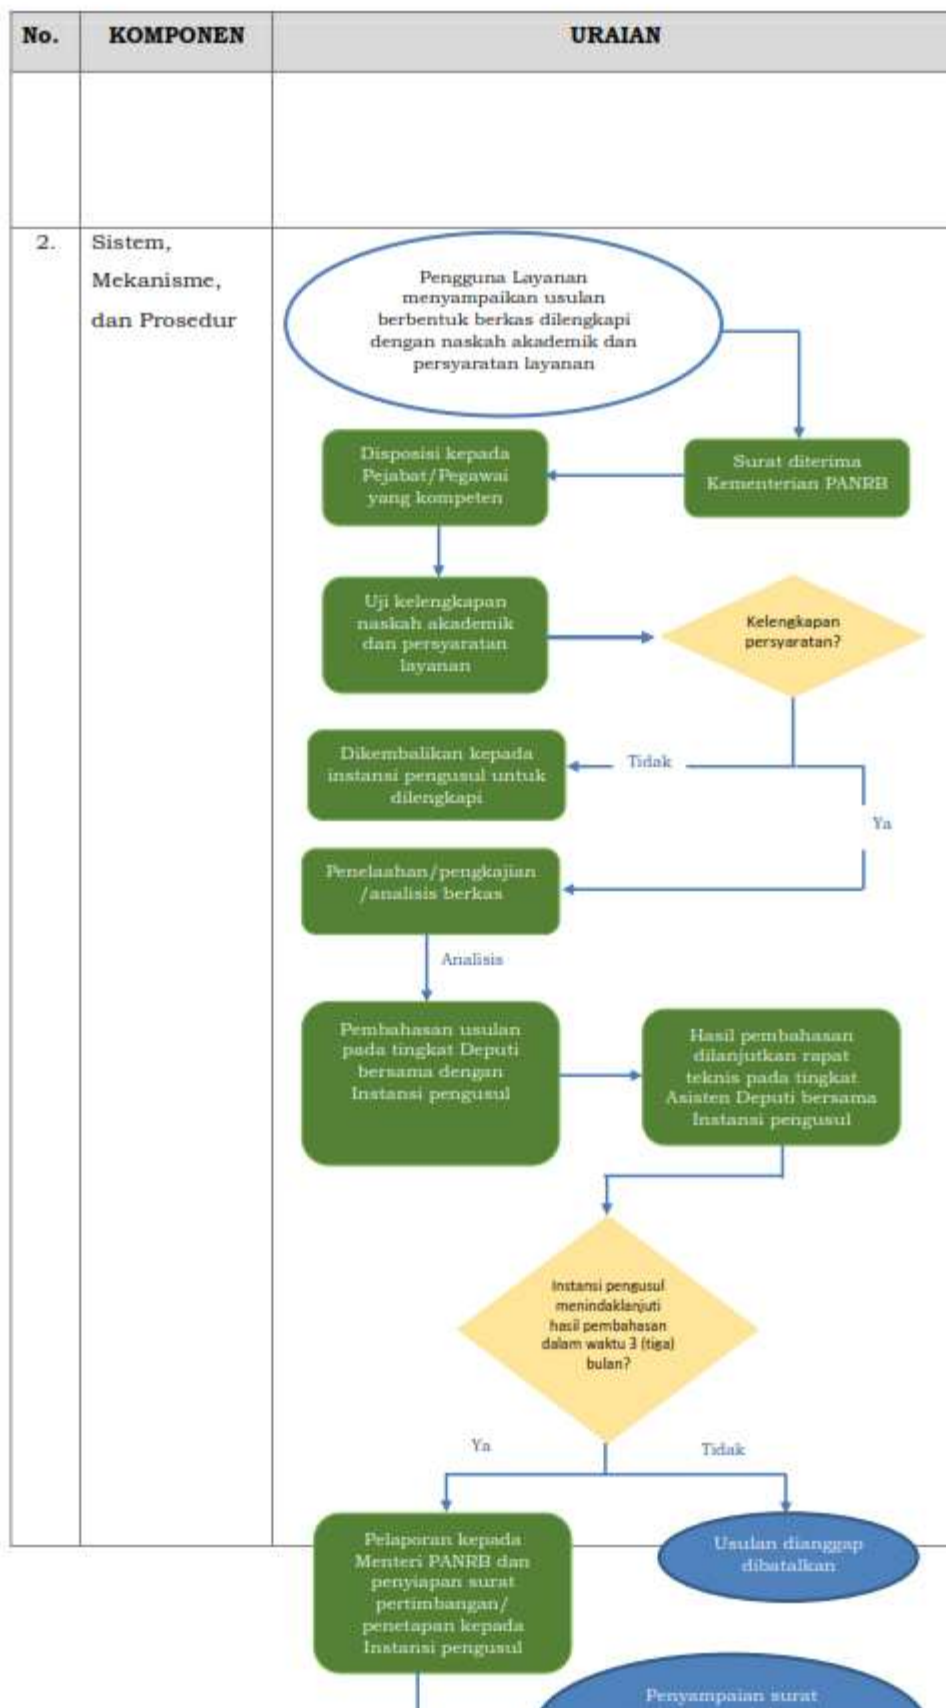 No.
KOMPONEN
URAIAN
2.
Sistem,
Mekanisme,
dan Prosedur
Pengguna Layanan
menyampaikan usulan
berbentuk berkas dilengkapi
dengan naskah akademik dan
persyaratan layanan
Surat diterima
Kementerian PANRB
Disposisi kepada
Pejabat/Pegawai
yang kompeten
Uji kelengkapan
naskah akademik
dan persyaratan
layanan
Kelengkapan
persyaratan?
Tidak
Dikembalikan kepada
instansi pengusul untuk
dilengkapi
Ya
Penelaahan/pengkajian
/analisis berkas
Analisis
Pembahasan usulan
pada tingkat Deputi
bersama dengan
Instansi pengusul
Hasil pembahasan
dilanjutkan rapat
teknis pada tingkat
Asisten Deputi bersama
Instansi pengusul
Instansi pengusul
menindaklanjuti
hasil pembahasan
dalam waktu 3 (tiga)
bulan?
Ya
Tidak
Pelaporan kepada
Menteri PANRB dan
penyiapan surat
pertimbangan/
penetapan kepada
Instansi pengusul
Usulan dianggap
dibatalkan
Penyampaian surat